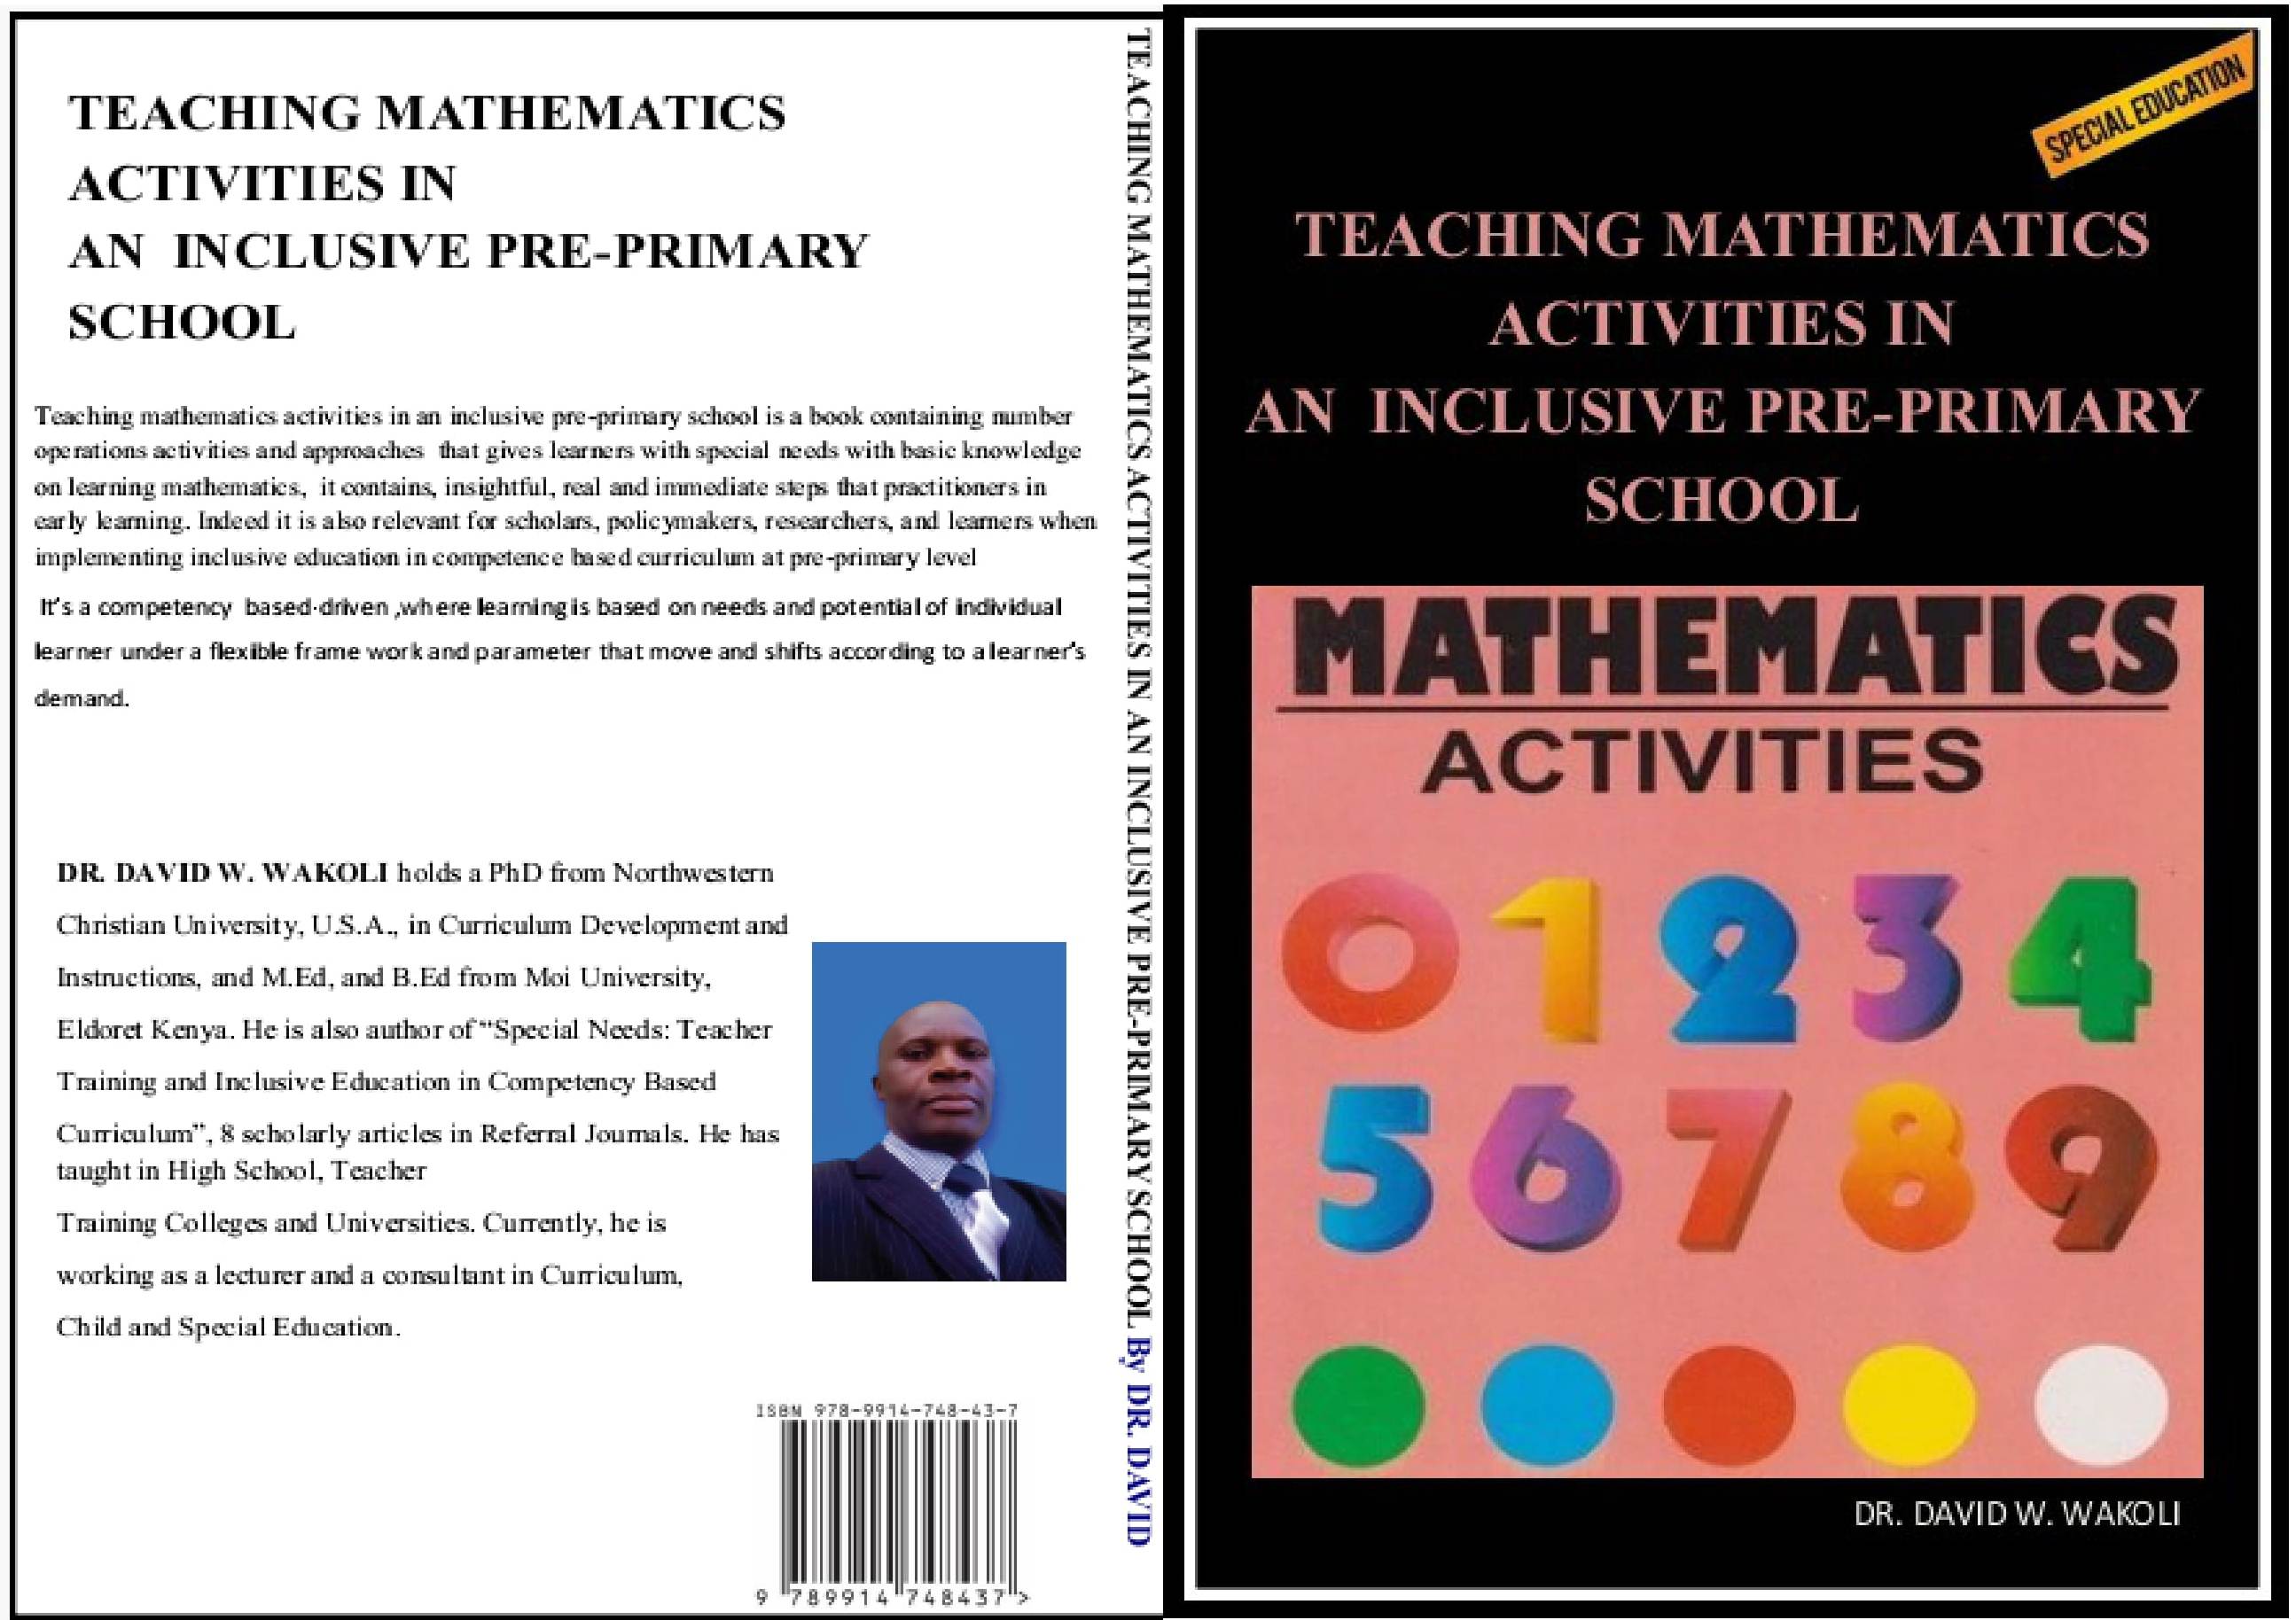 TEACHING MATHEMATICS
ACTIVITIES IN
AN INCLUSIVE PRE-PRIMARY
SCHOOL
Teaching mathematics activities in an inclusive pre-primary school is a book containing number
operations activities and approaches that gives learners with special needs with basic knowledge
on learning mathematics, it contains, insightful, real and immediate steps that practitioners in
early learning. Indeed it is also relevant for scholars, policymakers, researchers, and learners when
implementing inclusive education in competence based curriculum at pre-primary level
It's a competency based-driven ,where learning is based on needs and potential of individual
learner under a flexible frame work and parameter that move and shifts according to a learner's
demand.
DR. DAVID W. WAKOLI holds a PhD from Northwestern
Christian University, U.S.A., in Curriculum Development and
Instructions, and M.Ed, and B.Ed from Moi University,
Eldoret Kenya. He is also author of “Special Needs: Teacher
Training and Inclusive Education in Competency Based
Curriculum”, 8 scholarly articles in Referral Journals. He has
taught in High School, Teacher
Training Colleges and Universities. Currently, he is
working as a lecturer and a consultant in Curriculum,
Child and Special Education.
ISBN 978-9914-748-43-7
9 789914 748437 >
TEACHING MATHEMATICS ACTIVITIES IN AN INCLUSIVE PRE-PRIMARY SCHOOL By DR. DAVID
SPECIAL EDUCATION
TEACHING MATHEMATICS
ACTIVITIES IN
AN INCLUSIVE PRE-PRIMARY
SCHOOL
MATHEMATICS
ACTIVITIES
0 1 2 3 4
5 6 7 8 9
DR. DAVID W. WAKOLI